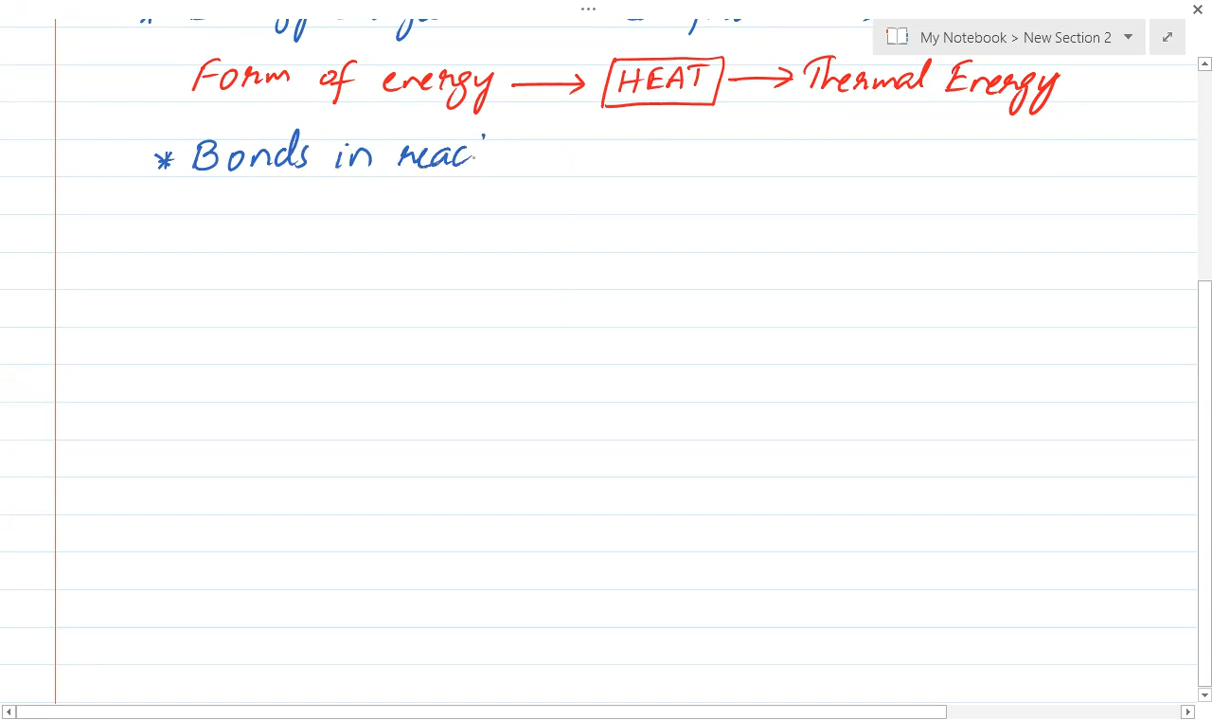 My Notebook > New Section 2
Form of energy → HEAT → Thermal Energy
* Bonds in reac